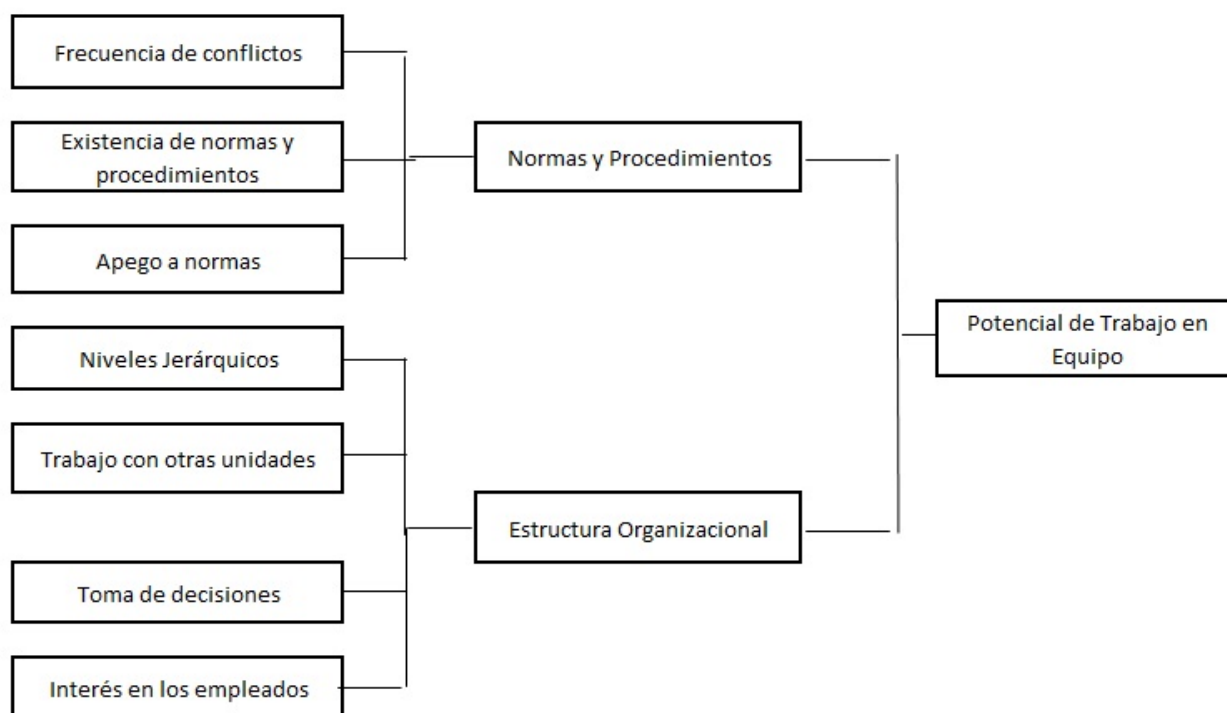 Frecuencia de conflictos
Existencia de normas y
procedimientos
Apego a normas
Niveles Jerárquicos
Trabajo con otras unidades
Toma de decisiones
Interés en los empleados
Normas y Procedimientos
Estructura Organizacional
Potencial de Trabajo en
Equipo